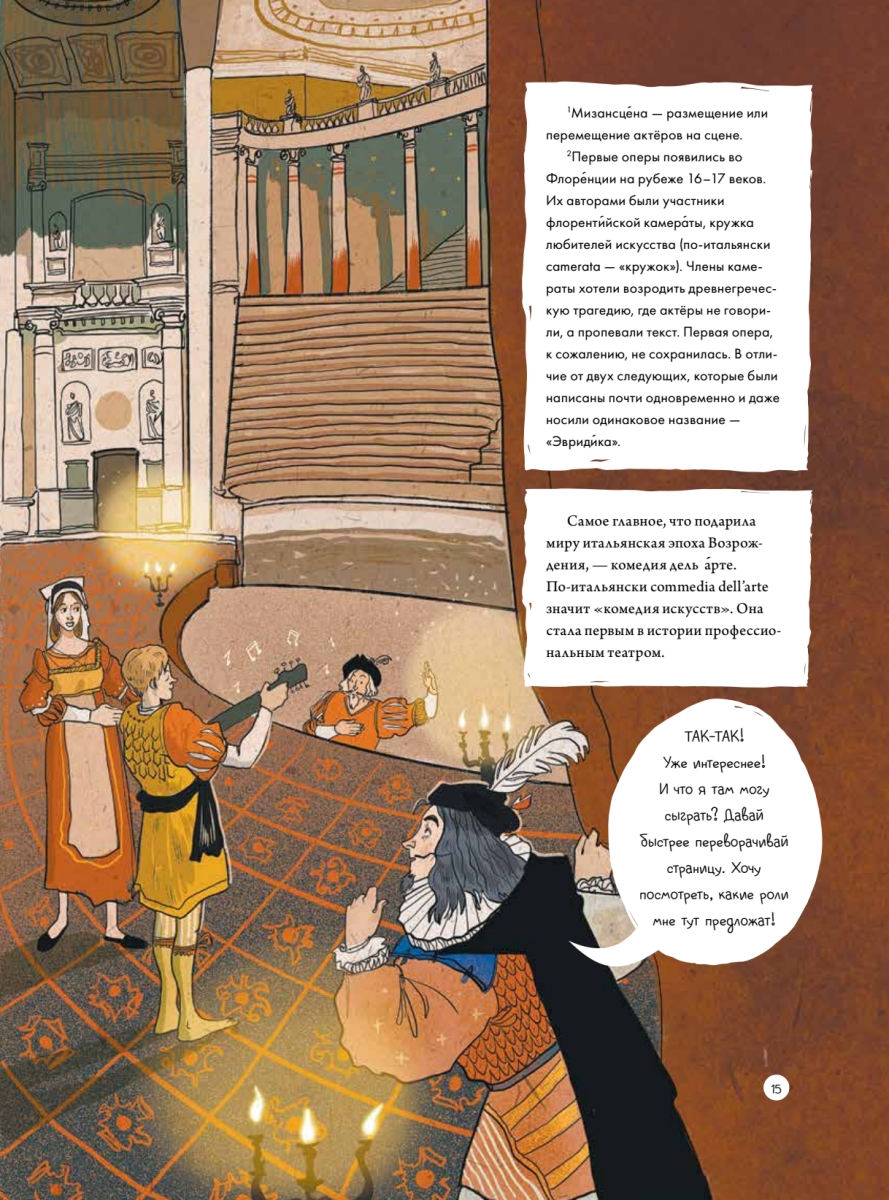 ¹Мизансце́на — размещение или
перемещение актёров на сцене.
²Первые оперы появились во
Флоре́нции на рубеже 16–17 веков.
Их авторами были участники
флоренти́йской камера́ты, кружка
любителей искусства (по-итальянски
camerata — «кружок»). Члены каме-
раты хотели возродить древнегречес-
кую трагедию, где актёры не говори-
ли, а пропевали текст. Первая опера,
к сожалению, не сохранилась. В отли-
чие от двух следующих, которые были
написаны почти одновременно и даже
носили одинаковое название —
«Эвриди́ка».
Самое главное, что подарила
миру итальянская эпоха Возрож-
дения, — комедия дель а́рте.
По-итальянски commedia dell’arte
значит «комедия искусств». Она
стала первым в истории профессио-
нальным театром.
ТАК-ТАК!
Уже интереснее!
И что я там могу
сыграть? Давай
быстрее переворачивай
страницу. Хочу
посмотреть, какие роли
мне тут предложат!
15